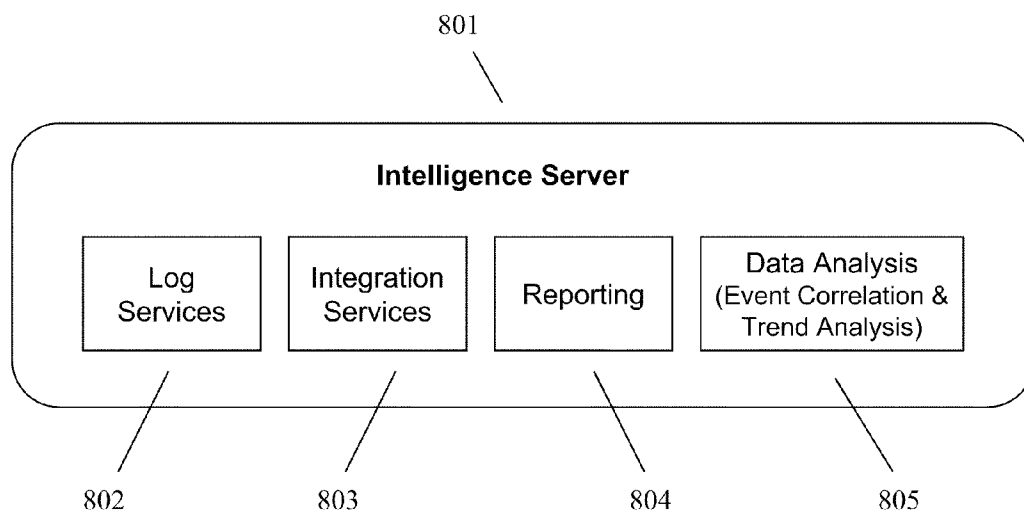 801
Intelligence Server
Log
Services
Integration
Services
Reporting
Data Analysis
(Event Correlation &
Trend Analysis)
802
803
804
805